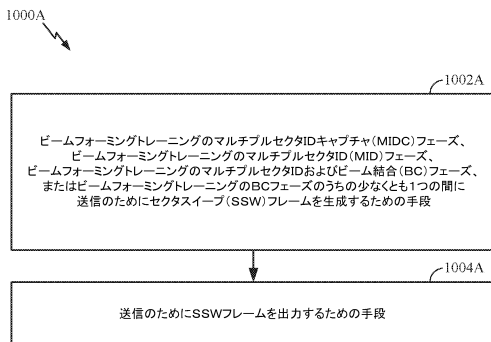 1000A
1002A
ビームフォーミングトレーニングのマルチプルセクタIDキャプチャ(MIDC)フェーズ、
ビームフォーミングトレーニングのマルチプルセクタID(MID)フェーズ、
ビームフォーミングトレーニングのマルチプルセクタIDおよびビーム結合(BC)フェーズ、
またはビームフォーミングトレーニングのBCフェーズのうちの少なくとも1つの間に
送信のためにセクタスイープ(SSW)フレームを生成するための手段
1004A
送信のためにSSWフレームを出力するための手段